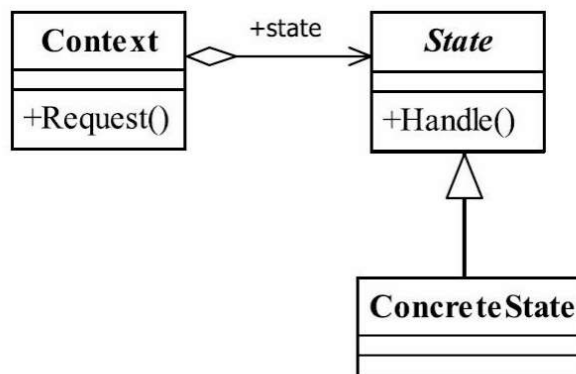 Context
+state
State
+Request()
+Handle()
ConcreteState